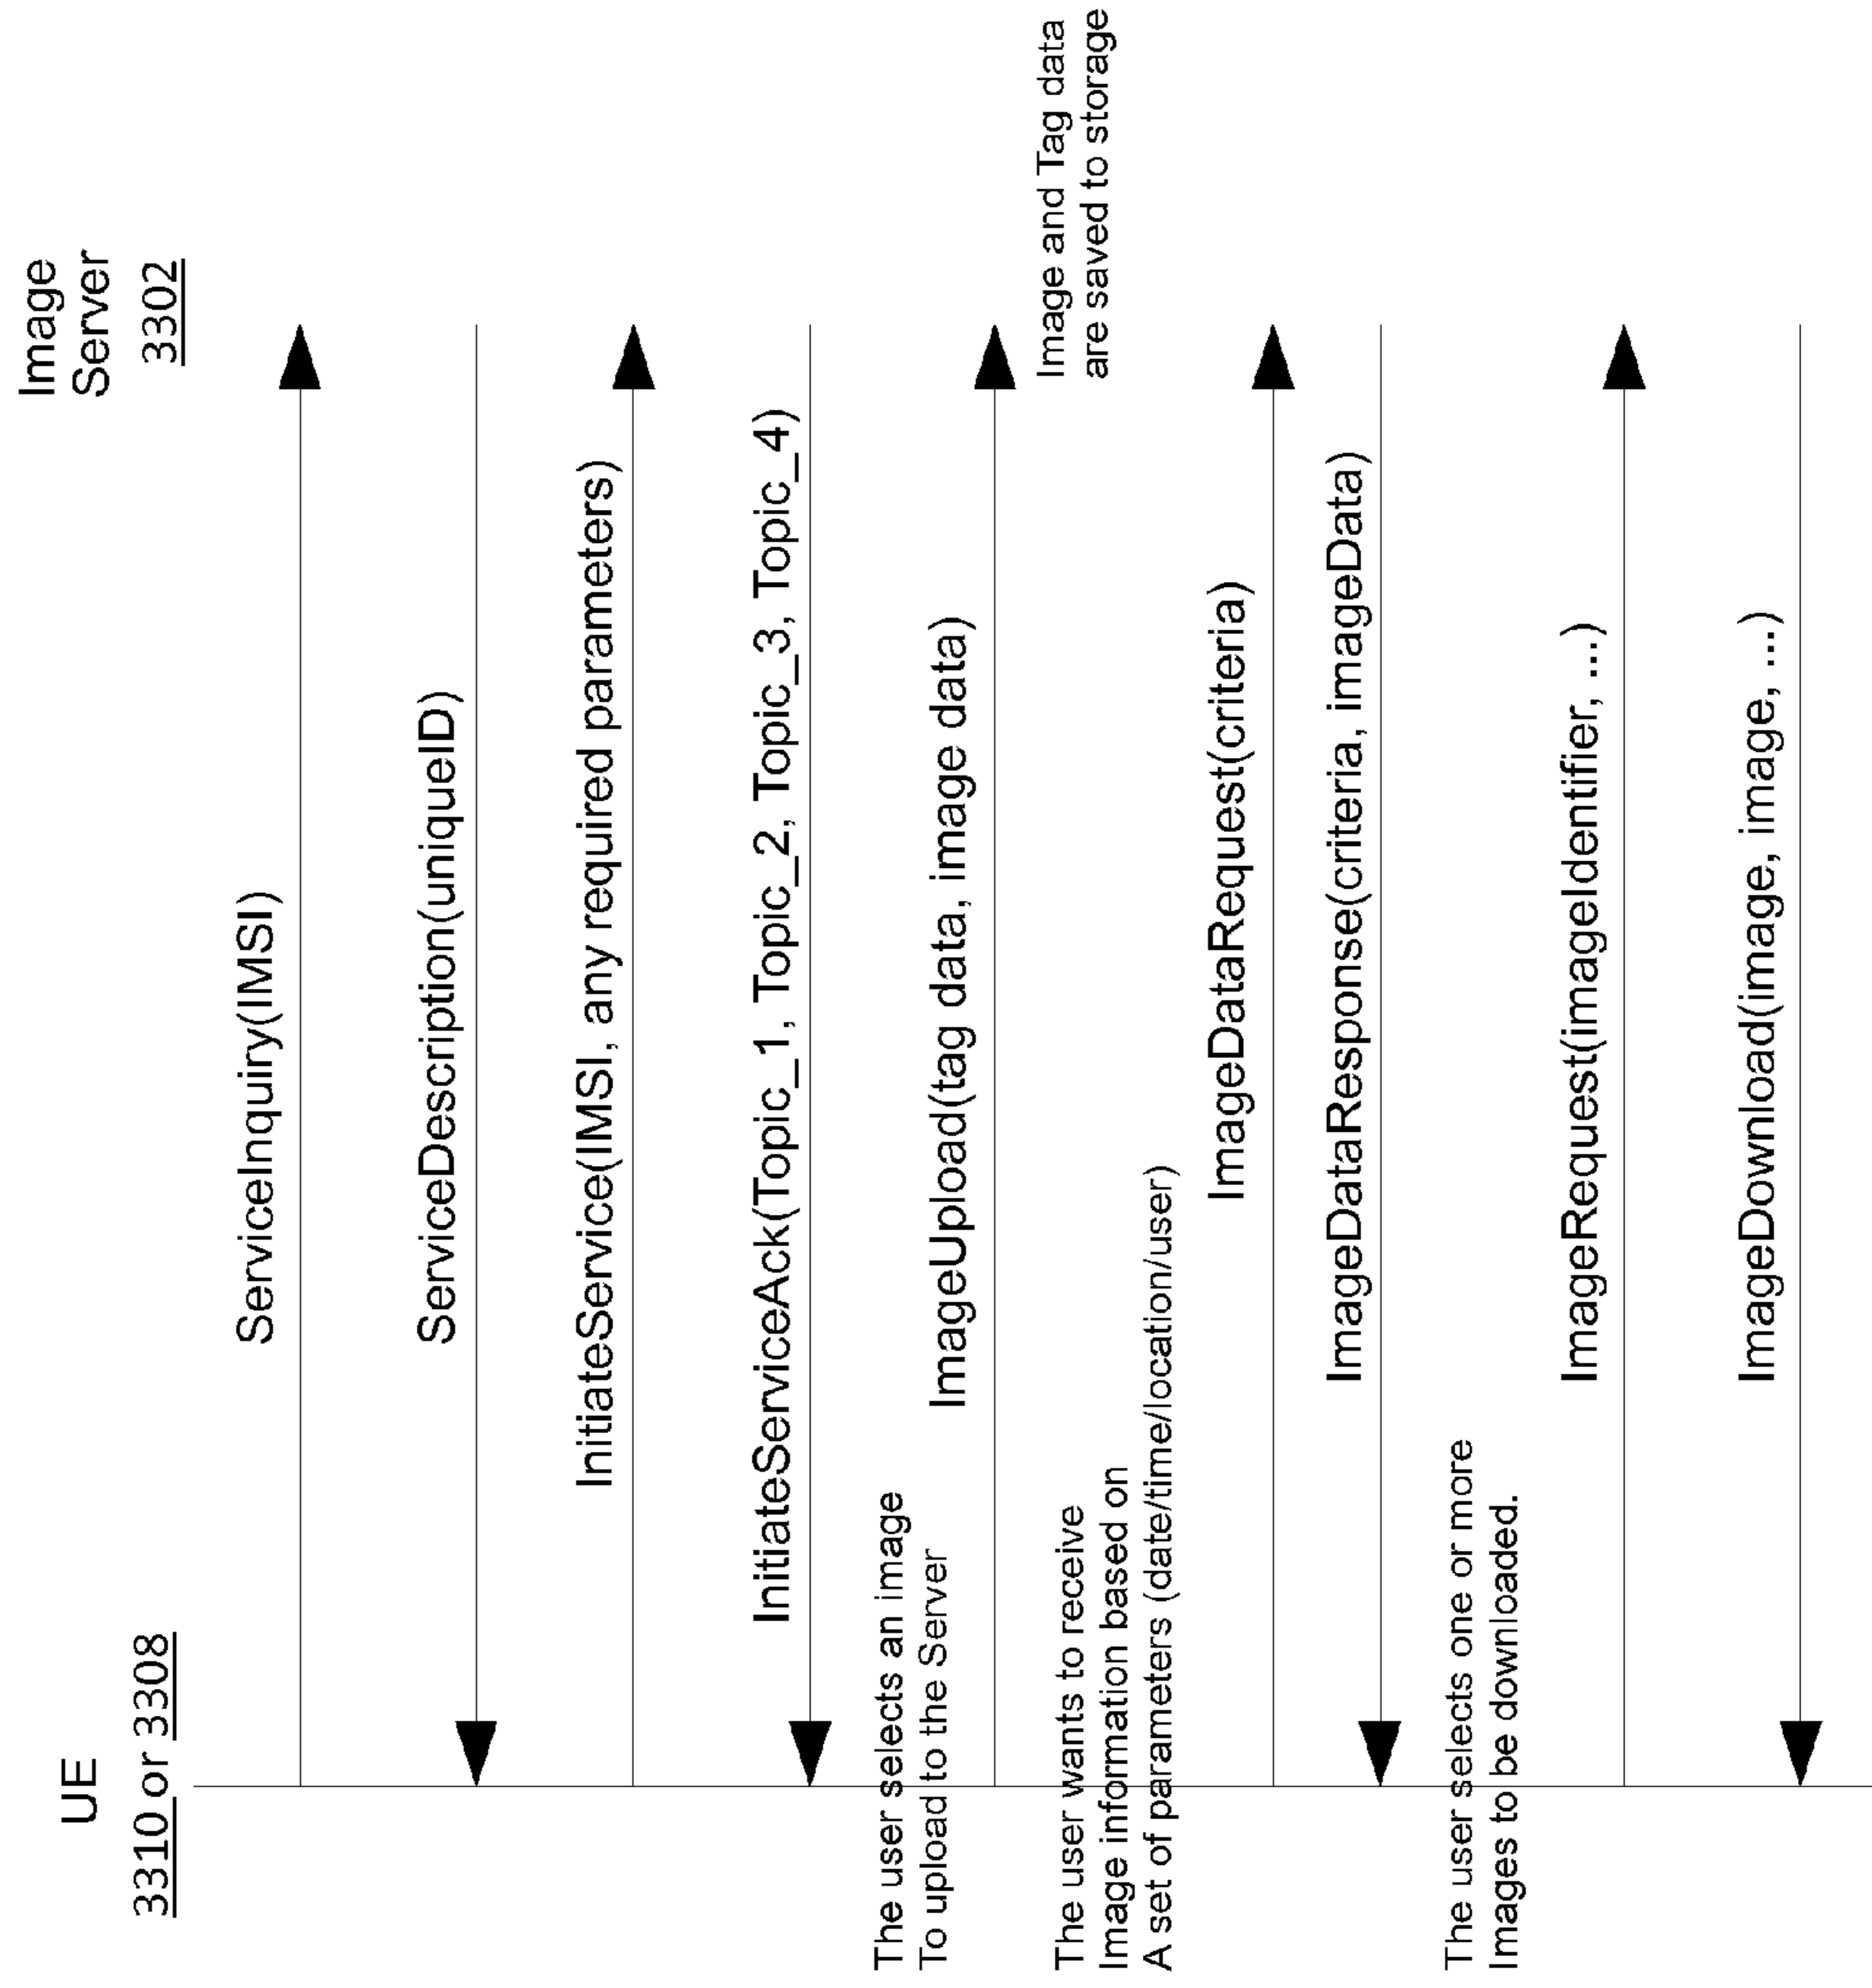 UE
3310 or 3308
Image
Server
3302
ServiceInquiry(IMSI)
ServiceDescription(uniqueID)
InitiateService(IMSI, any required parameters)
InitiateServiceAck(Topic_1, Topic_2, Topic_3, Topic_4)
The user selects an image
To upload to the Server
ImageUpload(tag data, image data)
Image and Tag data
are saved to storage
The user wants to receive
Image information based on
A set of parameters (date/time/location/user)
ImageDataRequest(criteria)
ImageDataResponse(criteria, imageData)
The user selects one or more
Images to be downloaded.
ImageRequest(imageIdentifier, ...)
ImageDownload(image, image, ...)